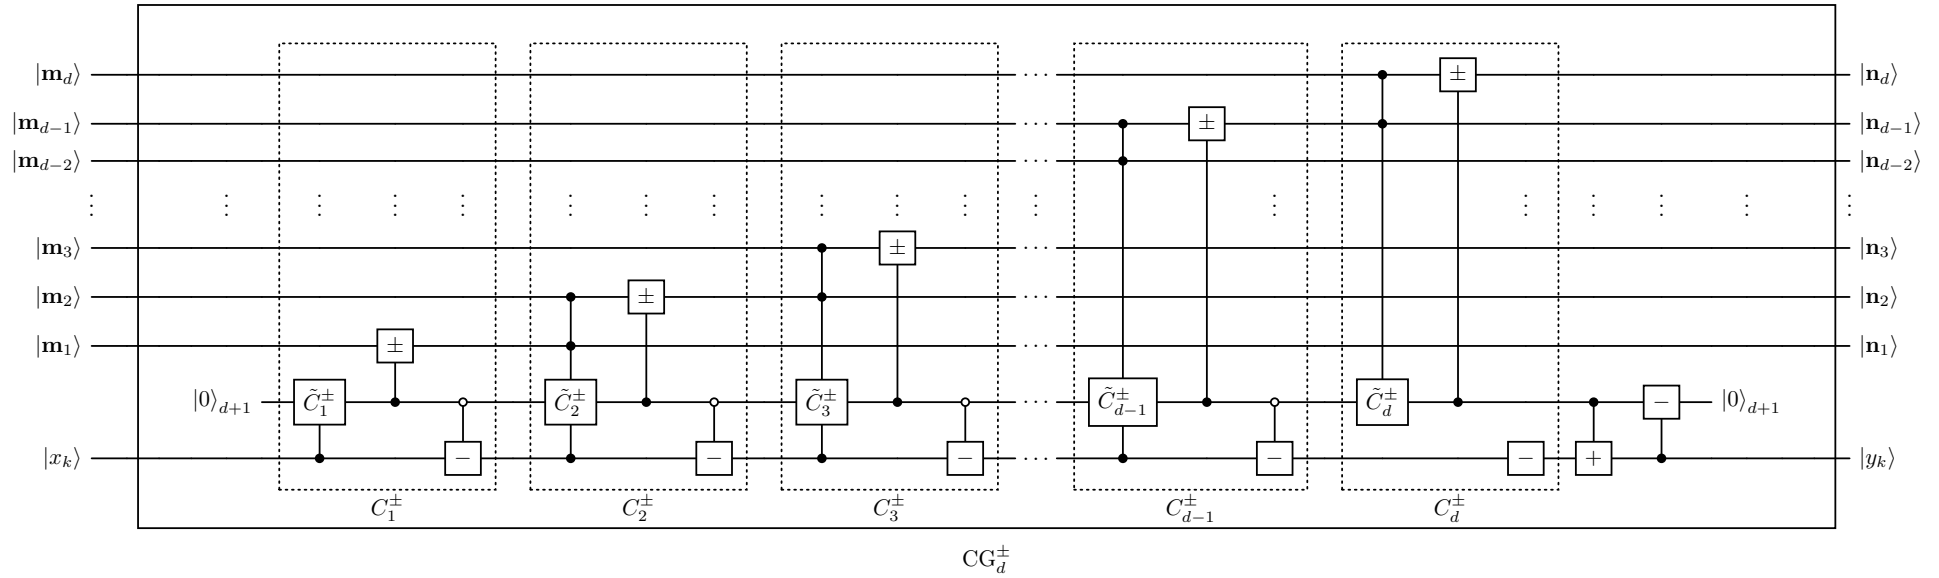 |𝐦_d⟩ ··· ± |𝐧_d⟩
|𝐦_{d−1}⟩ ··· ± |𝐧_{d−1}⟩
|𝐦_{d−2}⟩ ··· |𝐧_{d−2}⟩
⋮ ⋮ ⋮ ⋮ ⋮ ⋮ ⋮ ⋮ ⋮ ⋮ ⋮ ⋮ ⋮ ⋮ ⋮ ⋮ ⋮ ⋮
|𝐦_3⟩ ± ··· |𝐧_3⟩
|𝐦_2⟩ ± ··· |𝐧_2⟩
|𝐦_1⟩ ± ··· |𝐧_1⟩
|0⟩_{d+1} C̃_1^± C̃_2^± C̃_3^± ··· C̃_{d−1}^± C̃_d^± − |0⟩_{d+1}
|x_k⟩ − − − ··· − − + |y_k⟩
C_1^± C_2^± C_3^± C_{d−1}^± C_d^±
CG_d^±